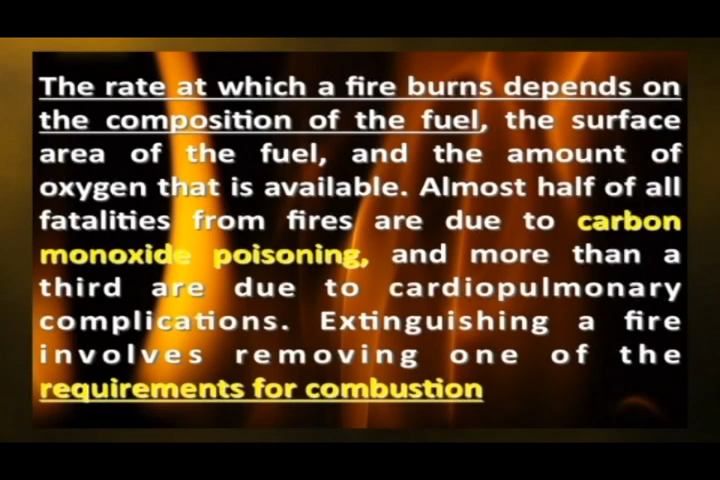 The rate at which a fire burns depends on
the composition of the fuel, the surface
area of the fuel, and the amount of
oxygen that is available. Almost half of all
fatalities from fires are due to carbon
monoxide poisoning, and more than a
third are due to cardiopulmonary
complications. Extinguishing a fire
involves removing one of the
requirements for combustion